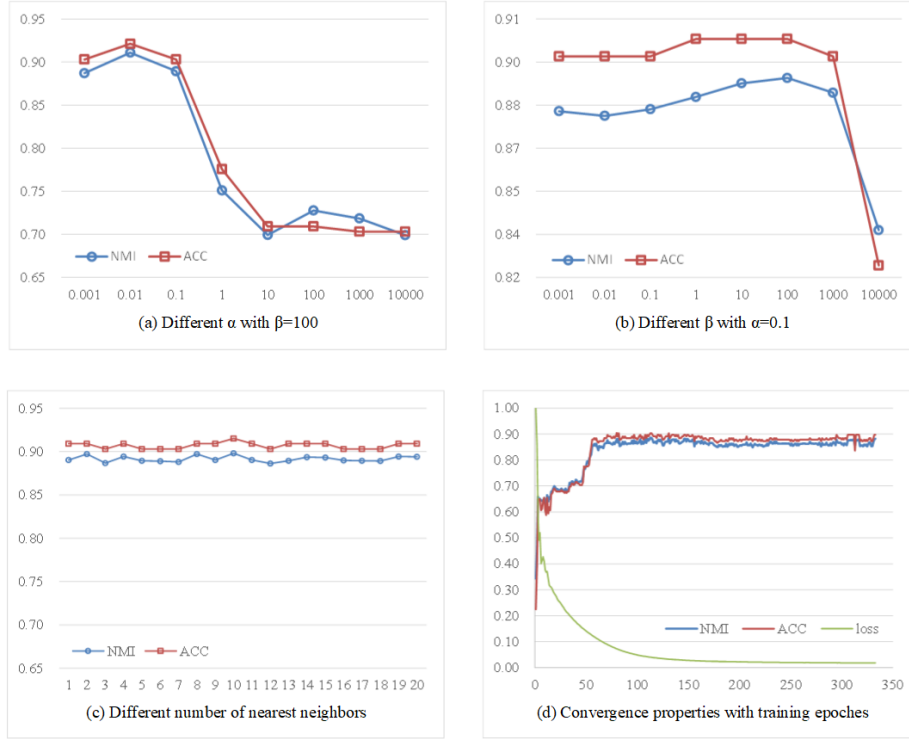 0.95
0.90
0.85
0.80
0.75
0.70
0.65
NMI ACC
0.001 0.01 0.1 1 10 100 1000 10000
(a) Different α with β=100
0.91
0.90
0.88
0.87
0.85
0.84
0.82
NMI ACC
0.001 0.01 0.1 1 10 100 1000 10000
(b) Different β with α=0.1
0.95
0.90
0.85
0.80
0.75
0.70
0.65
NMI ACC
1 2 3 4 5 6 7 8 9 10 11 12 13 14 15 16 17 18 19 20
(c) Different number of nearest neighbors
1.00
0.90
0.80
0.70
0.60
0.50
0.40
0.30
0.20
0.10
0.00
NMI ACC loss
0 50 100 150 200 250 300 350
(d) Convergence properties with training epoches